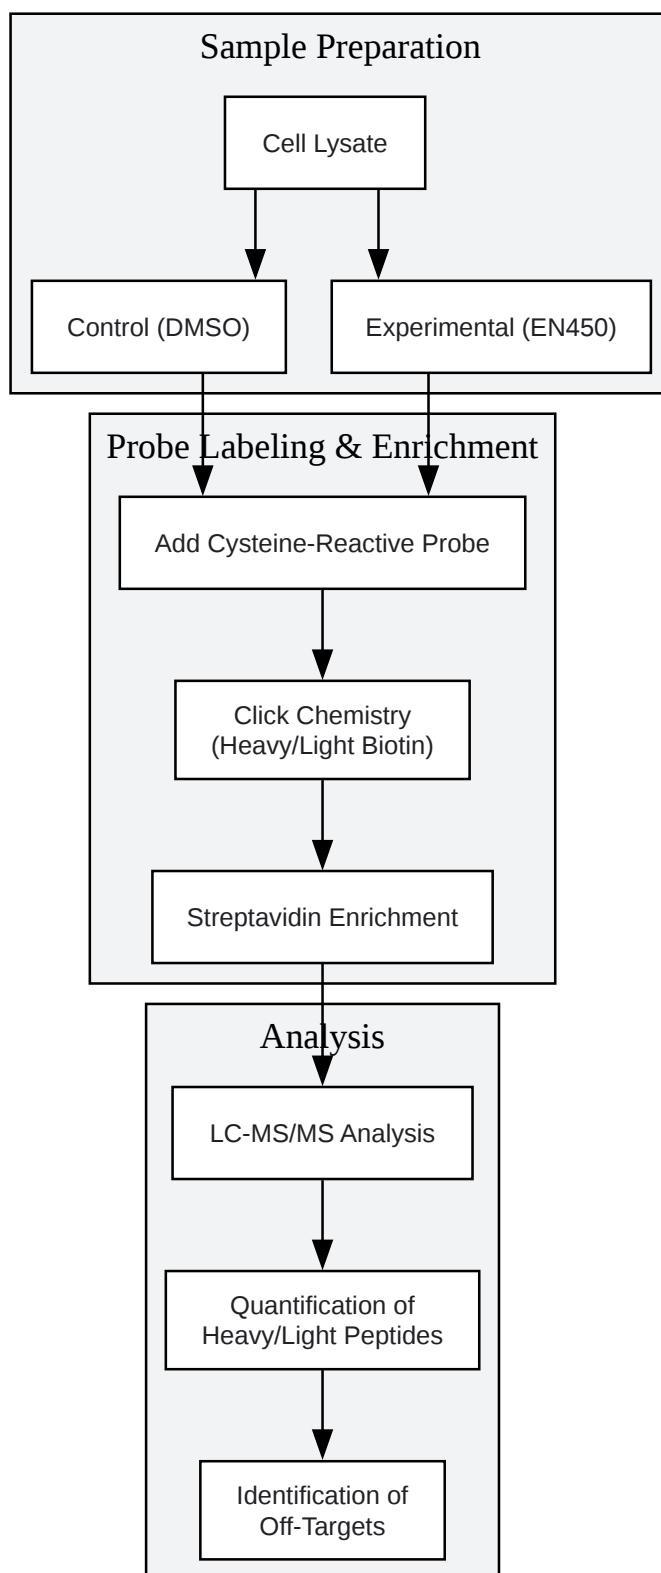 Sample Preparation
Cell Lysate
Control (DMSO)
Experimental (EN450)
Probe Labeling & Enrichment
Add Cysteine-Reactive Probe
Click Chemistry
(Heavy/Light Biotin)
Streptavidin Enrichment
Analysis
LC-MS/MS Analysis
Quantification of
Heavy/Light Peptides
Identification of
Off-Targets